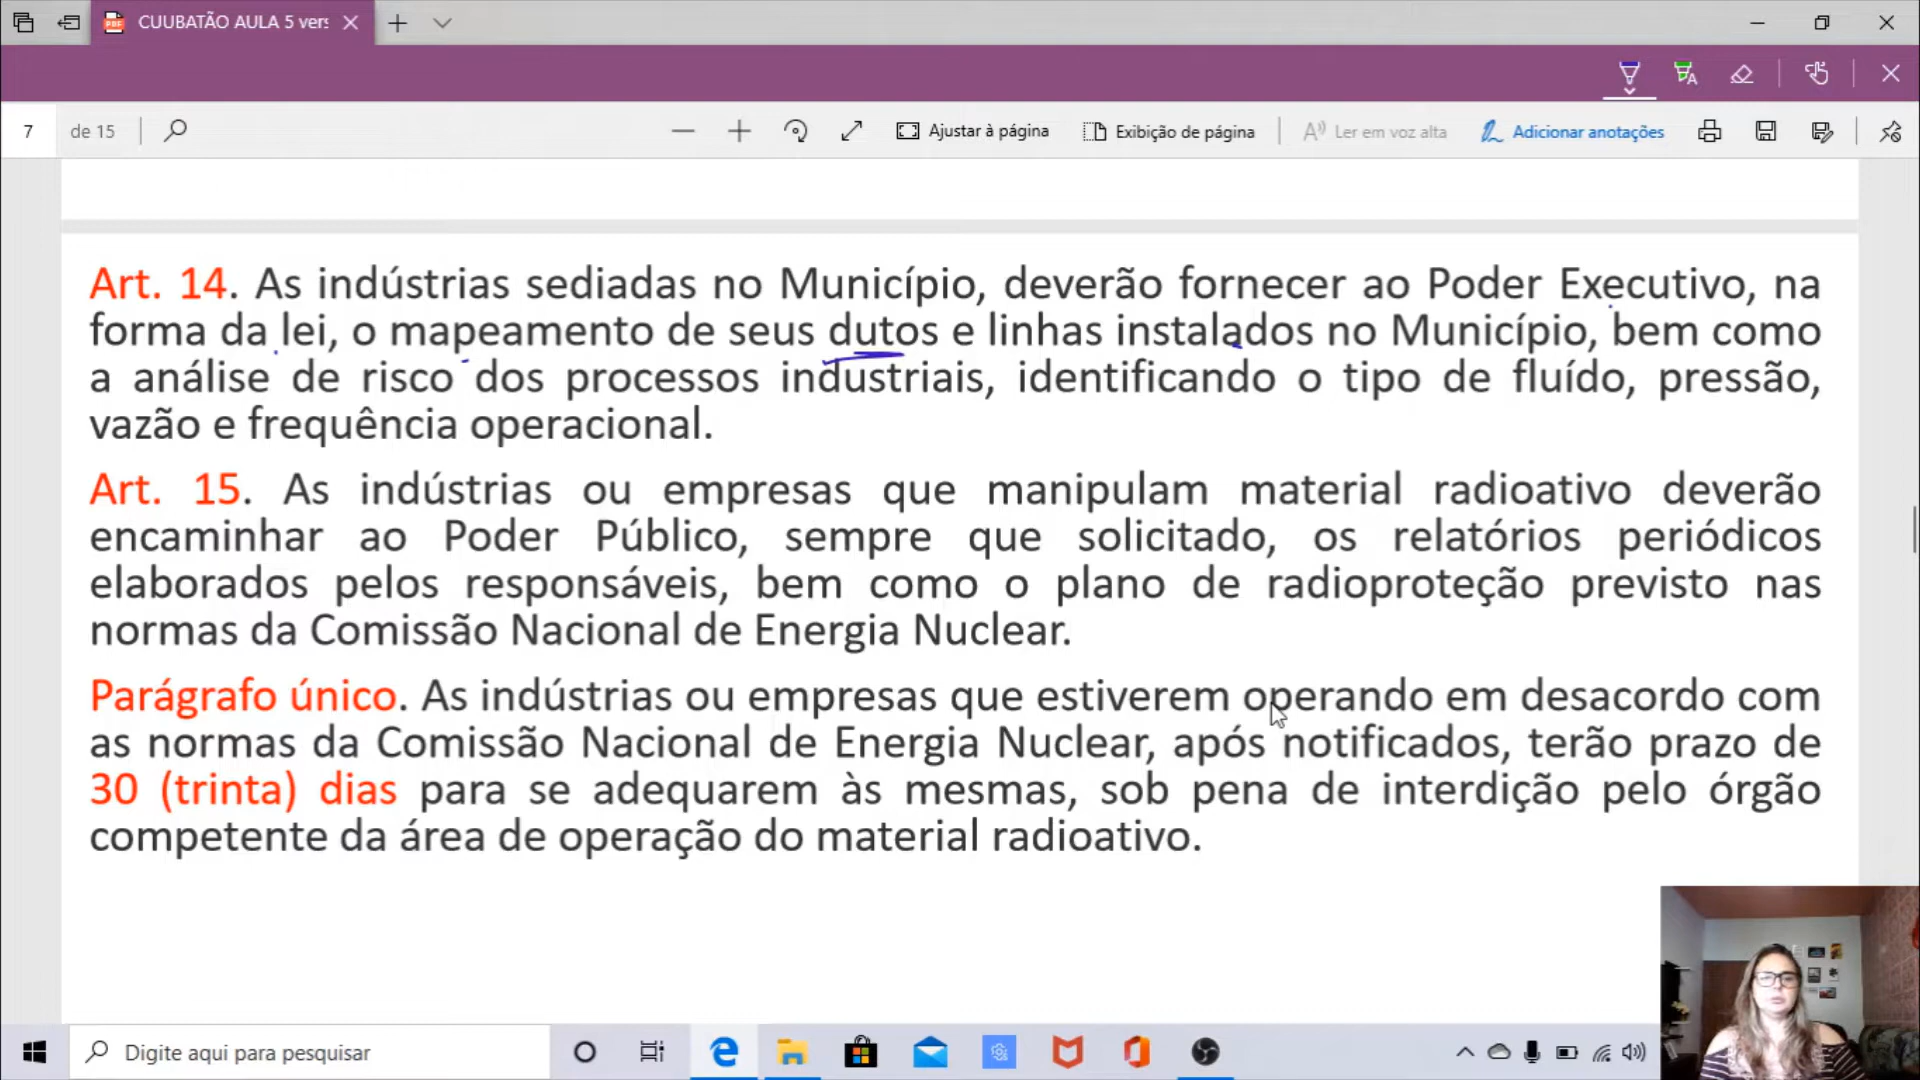 CUUBATÃO AULA 5 vers
7 de 15
Ajustar à página
Exibição de página
Ler em voz alta
Adicionar anotações
Art. 14. As indústrias sediadas no Município, deverão fornecer ao Poder Executivo, na
forma da lei, o mapeamento de seus dutos e linhas instalados no Município, bem como
a análise de risco dos processos industriais, identificando o tipo de fluído, pressão,
vazão e frequência operacional.
Art. 15. As indústrias ou empresas que manipulam material radioativo deverão
encaminhar ao Poder Público, sempre que solicitado, os relatórios periódicos
elaborados pelos responsáveis, bem como o plano de radioproteção previsto nas
normas da Comissão Nacional de Energia Nuclear.
Parágrafo único. As indústrias ou empresas que estiverem operando em desacordo com
as normas da Comissão Nacional de Energia Nuclear, após notificados, terão prazo de
30 (trinta) dias para se adequarem às mesmas, sob pena de interdição pelo órgão
competente da área de operação do material radioativo.
Digite aqui para pesquisar